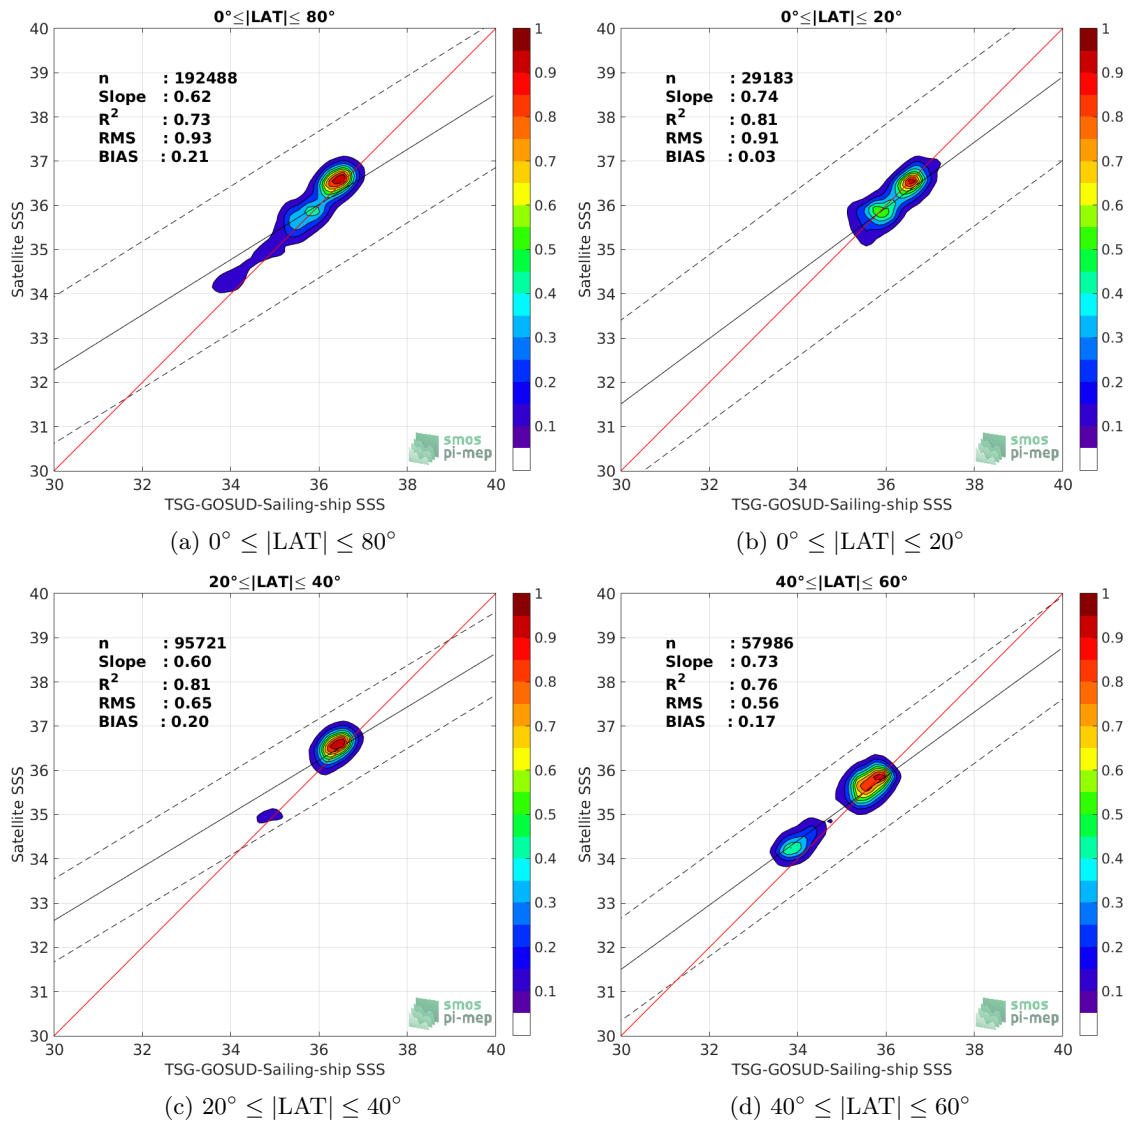 0°≤|LAT|≤ 80°
n : 192488
Slope : 0.62
R² : 0.73
RMS : 0.93
BIAS : 0.21
Satellite SSS
40
39
38
37
36
35
34
33
32
31
30
30 32 34 36 38 40
TSG-GOSUD-Sailing-ship SSS
1
0.9
0.8
0.7
0.6
0.5
0.4
0.3
0.2
0.1
smos
pi-mep
(a) 0° ≤ |LAT| ≤ 80°
0°≤|LAT|≤ 20°
n : 29183
Slope : 0.74
R² : 0.81
RMS : 0.91
BIAS : 0.03
Satellite SSS
40
39
38
37
36
35
34
33
32
31
30
30 32 34 36 38 40
TSG-GOSUD-Sailing-ship SSS
1
0.9
0.8
0.7
0.6
0.5
0.4
0.3
0.2
0.1
smos
pi-mep
(b) 0° ≤ |LAT| ≤ 20°
20°≤|LAT|≤ 40°
n : 95721
Slope : 0.60
R² : 0.81
RMS : 0.65
BIAS : 0.20
Satellite SSS
40
39
38
37
36
35
34
33
32
31
30
30 32 34 36 38 40
TSG-GOSUD-Sailing-ship SSS
1
0.9
0.8
0.7
0.6
0.5
0.4
0.3
0.2
0.1
smos
pi-mep
(c) 20° ≤ |LAT| ≤ 40°
40°≤|LAT|≤ 60°
n : 57986
Slope : 0.73
R² : 0.76
RMS : 0.56
BIAS : 0.17
Satellite SSS
40
39
38
37
36
35
34
33
32
31
30
30 32 34 36 38 40
TSG-GOSUD-Sailing-ship SSS
1
0.9
0.8
0.7
0.6
0.5
0.4
0.3
0.2
0.1
smos
pi-mep
(d) 40° ≤ |LAT| ≤ 60°